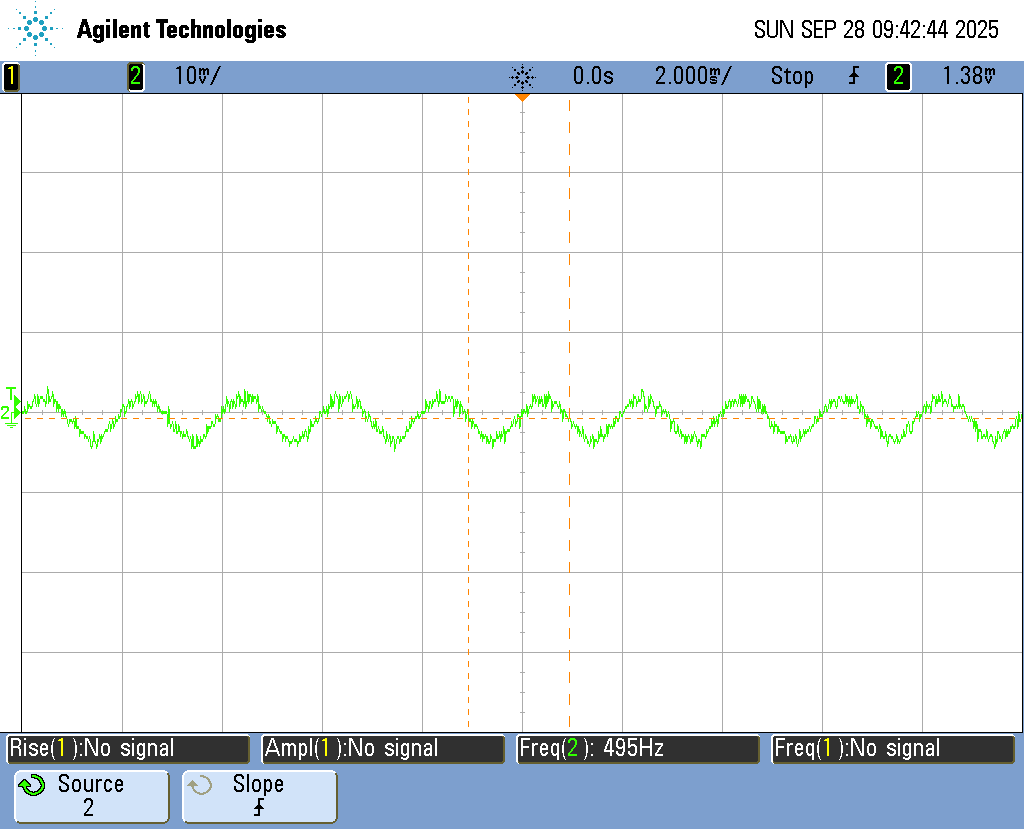 Agilent Technologies SUN SEP 28 09:42:44 2025
1 2 10mV/ 0.0s 2.000ms/ Stop 2 1.38mV
T
2
Rise(1):No signal Ampl(1):No signal Freq(2): 495Hz Freq(1):No signal
Source Slope
2